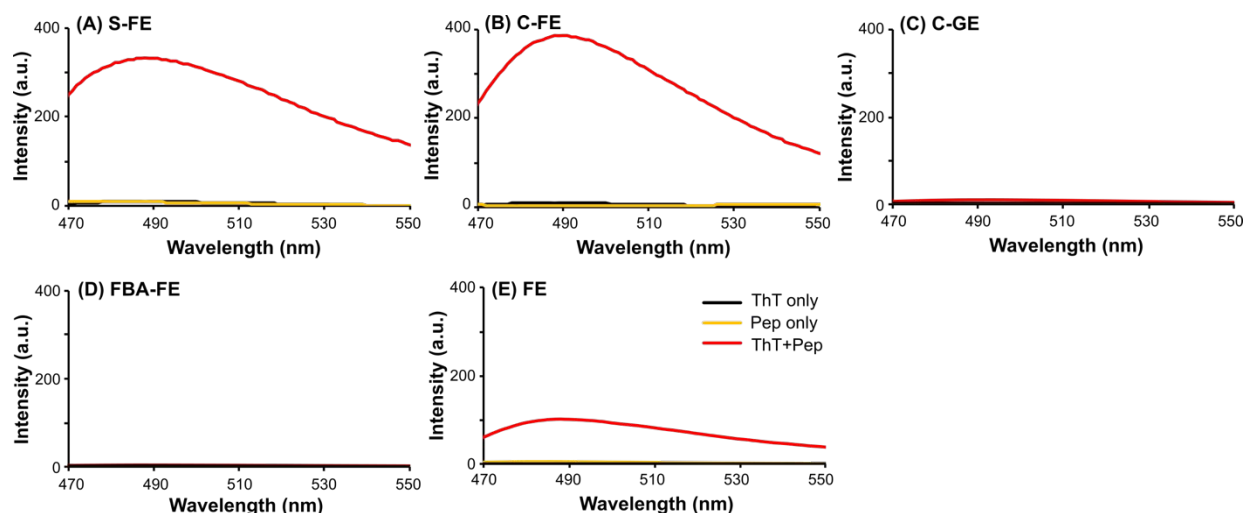 (A) S-FE
400
200
0
470 490 510 530 550
Intensity (a.u.)
Wavelength (nm)
(B) C-FE
400
200
0
470 490 510 530 550
Intensity (a.u.)
Wavelength (nm)
(C) C-GE
400
200
0
470 490 510 530 550
Intensity (a.u.)
Wavelength (nm)
(D) FBA-FE
400
200
0
470 490 510 530 550
Intensity (a.u.)
Wavelength (nm)
(E) FE
400
200
0
470 490 510 530 550
Intensity (a.u.)
Wavelength (nm)
ThT only
Pep only
ThT+Pep